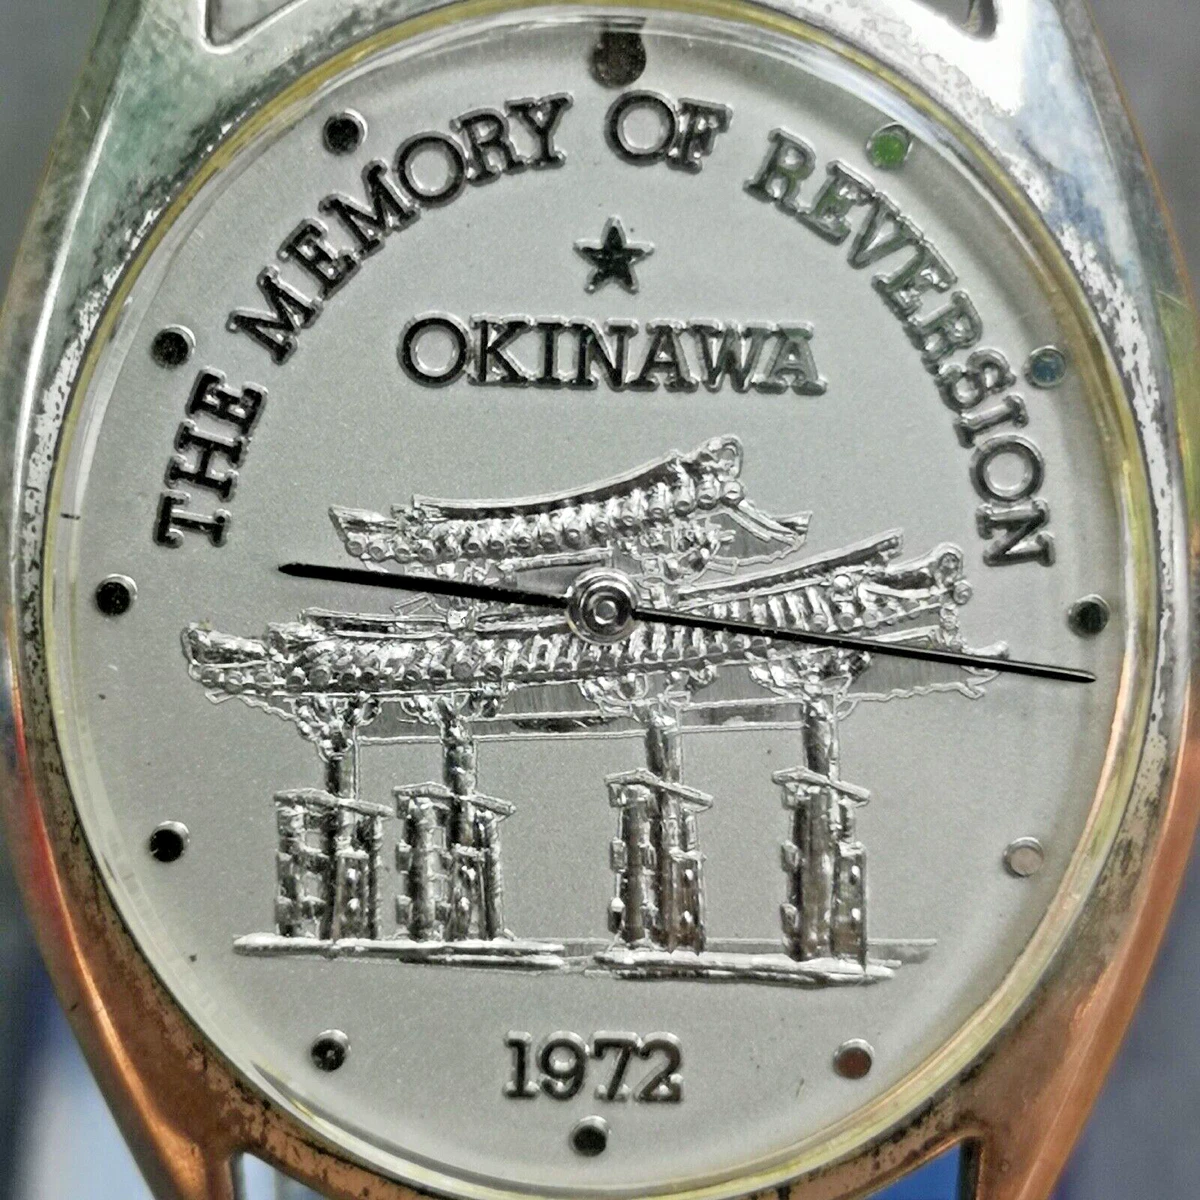 THE MEMORY OF REVERSION
OKINAWA
1972